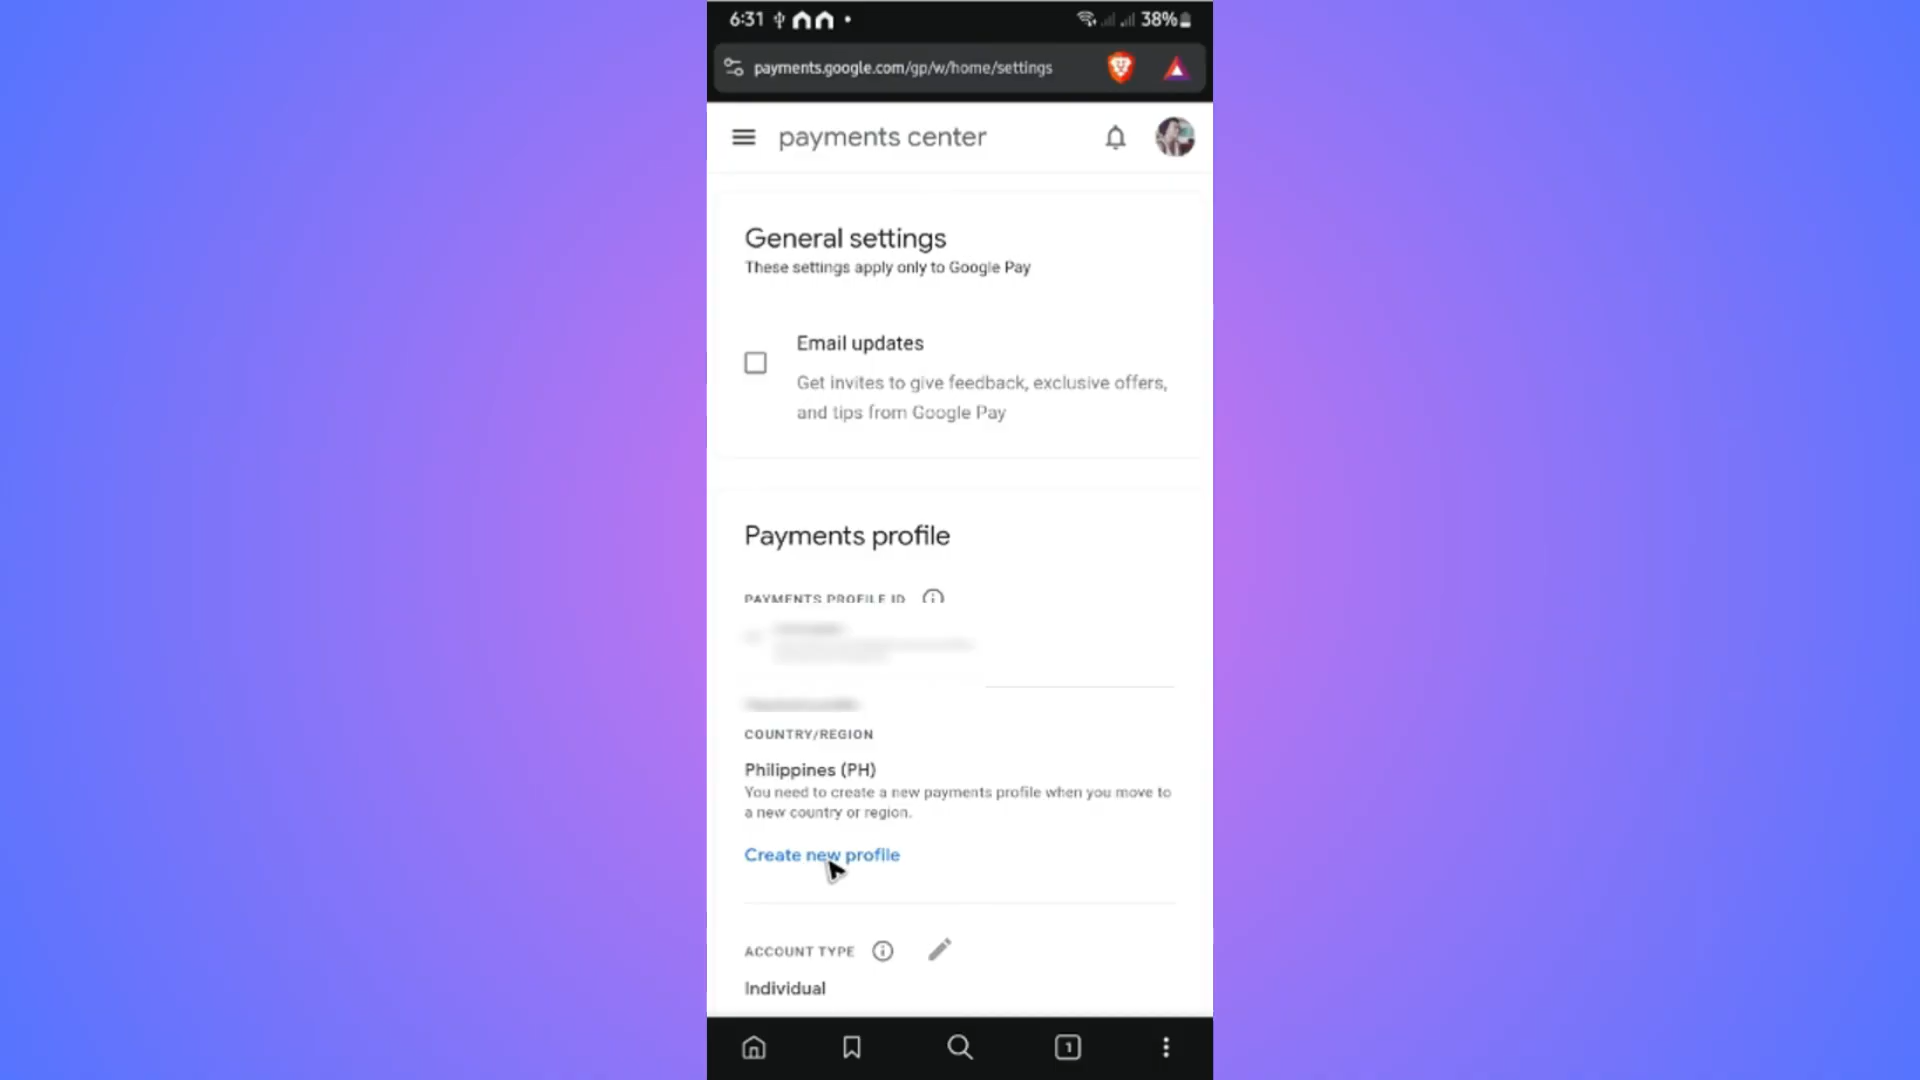 6:31
38%
payments.google.com/gp/w/home/settings
payments center
General settings
These settings apply only to Google Pay
Email updates
Get invites to give feedback, exclusive offers,
and tips from Google Pay
Payments profile
PAYMENTS PROFILE ID
COUNTRY/REGION
Philippines (PH)
You need to create a new payments profile when you move to
a new country or region.
Create new profile
ACCOUNT TYPE
Individual
1